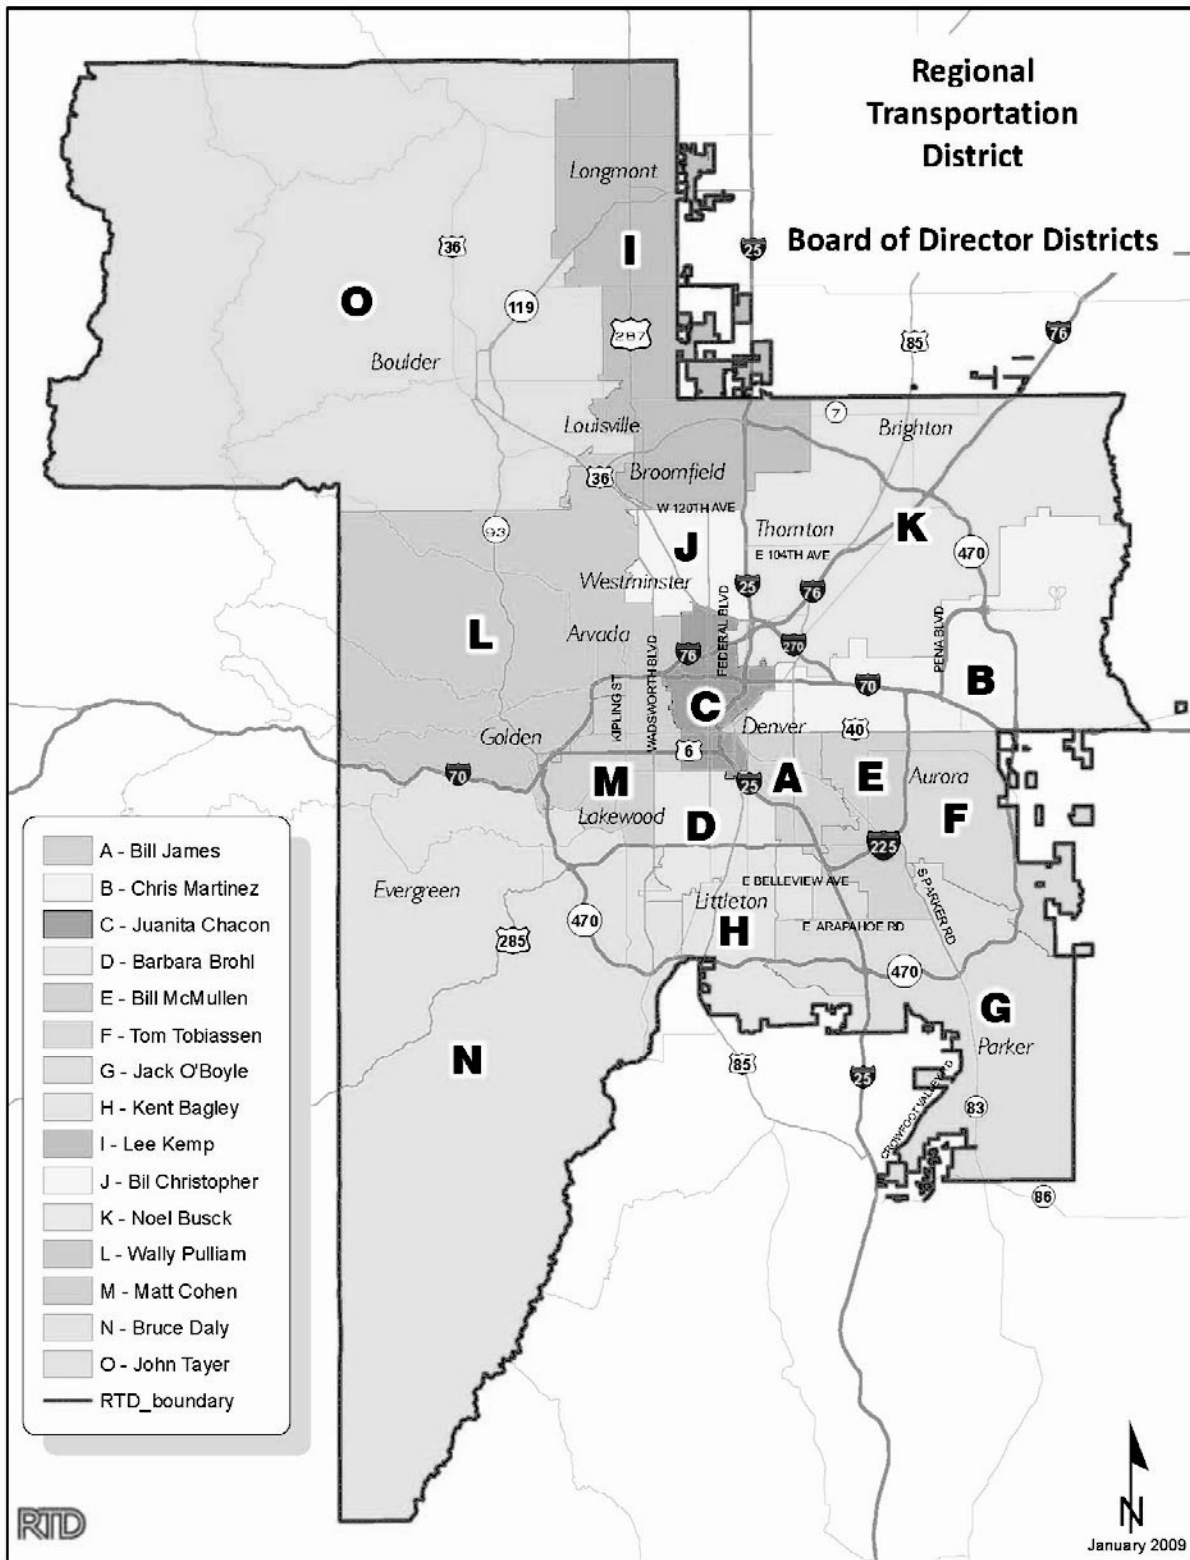 Regional
Transportation
District
Board of Director Districts
Longmont
I
25
36
O
119
287
76
85
Boulder
7
Louisville
Brighton
36
Broomfield
W 120TH AVE
93
Thornton
K
J
E 104TH AVE
470
Westminster
25
76
FEDERAL BLVD
L
Arvada
76
270
PENA BLVD
WADSWORTH BLVD
KIPLING ST
70
B
C
Denver
40
Golden
6
70
M
25
A
E
Aurora
Lakewood
D
F
225
Evergreen
E BELLEVIEW AVE
S PARKER RD
Littleton
470
285
H
E ARAPAHOE RD
470
G
Parker
N
85
25
CROWFOOT VALLEY RD
83
86
A - Bill James
B - Chris Martinez
C - Juanita Chacon
D - Barbara Brohl
E - Bill McMullen
F - Tom Tobiassen
G - Jack O'Boyle
H - Kent Bagley
I - Lee Kemp
J - Bil Christopher
K - Noel Busck
L - Wally Pulliam
M - Matt Cohen
N - Bruce Daly
O - John Tayer
RTD_boundary
RTD
N
January 2009